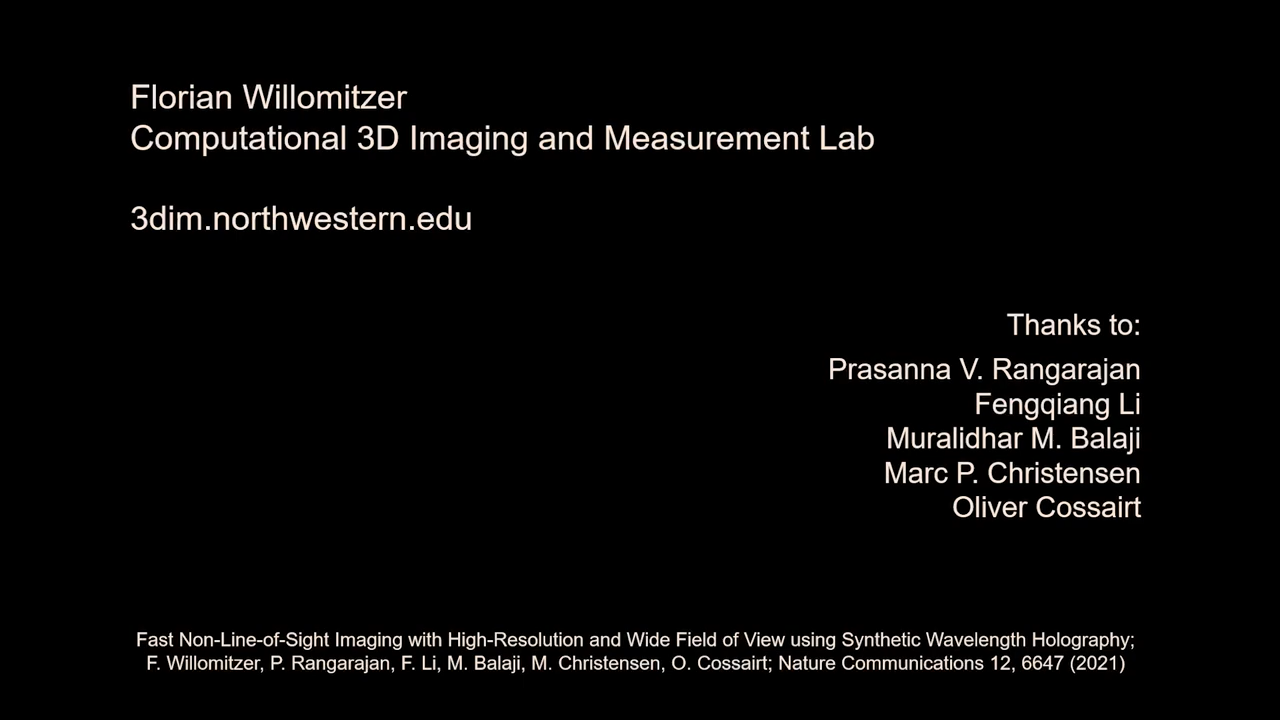 Florian Willomitzer
Computational 3D Imaging and Measurement Lab
3dim.northwestern.edu
Thanks to:
Prasanna V. Rangarajan
Fengqiang Li
Muralidhar M. Balaji
Marc P. Christensen
Oliver Cossairt
Fast Non-Line-of-Sight Imaging with High-Resolution and Wide Field of View using Synthetic Wavelength Holography;
F. Willomitzer, P. Rangarajan, F. Li, M. Balaji, M. Christensen, O. Cossairt; Nature Communications 12, 6647 (2021)